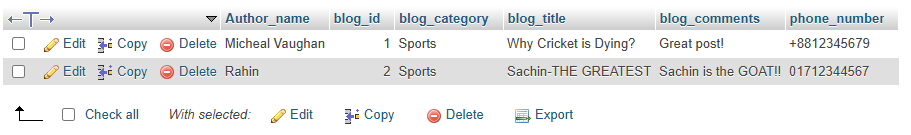 Author_name blog_id blog_category blog_title blog_comments phone_number
Edit Copy Delete Micheal Vaughan 1 Sports Why Cricket is Dying? Great post! +8812345679
Edit Copy Delete Rahin 2 Sports Sachin-THE GREATEST Sachin is the GOAT!! 01712344567
Check all With selected: Edit Copy Delete Export